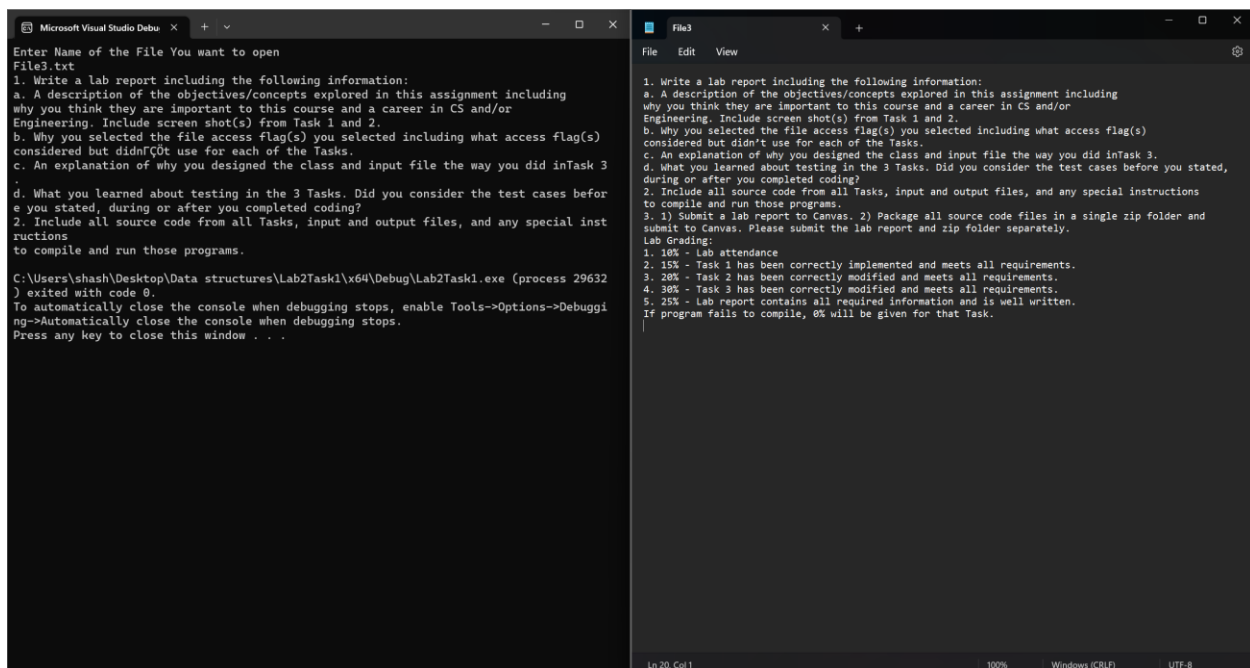 Microsoft Visual Studio Debu
Enter Name of the File You want to open
File3.txt
1. Write a lab report including the following information:
a. A description of the objectives/concepts explored in this assignment including
why you think they are important to this course and a career in CS and/or
Engineering. Include screen shot(s) from Task 1 and 2.
b. Why you selected the file access flag(s) you selected including what access flag(s)
considered but didnΓÇÖt use for each of the Tasks.
c. An explanation of why you designed the class and input file the way you did inTask 3
.
d. What you learned about testing in the 3 Tasks. Did you consider the test cases befor
e you stated, during or after you completed coding?
2. Include all source code from all Tasks, input and output files, and any special inst
ructions
to compile and run those programs.
C:\Users\shash\Desktop\Data structures\Lab2Task1\x64\Debug\Lab2Task1.exe (process 29632
) exited with code 0.
To automatically close the console when debugging stops, enable Tools->Options->Debuggi
ng->Automatically close the console when debugging stops.
Press any key to close this window . . .
File3
File Edit View
1. Write a lab report including the following information:
a. A description of the objectives/concepts explored in this assignment including
why you think they are important to this course and a career in CS and/or
Engineering. Include screen shot(s) from Task 1 and 2.
b. Why you selected the file access flag(s) you selected including what access flag(s)
considered but didn’t use for each of the Tasks.
c. An explanation of why you designed the class and input file the way you did inTask 3.
d. What you learned about testing in the 3 Tasks. Did you consider the test cases before you stated,
during or after you completed coding?
2. Include all source code from all Tasks, input and output files, and any special instructions
to compile and run those programs.
3. 1) Submit a lab report to Canvas. 2) Package all source code files in a single zip folder and
submit to Canvas. Please submit the lab report and zip folder separately.
Lab Grading:
1. 10% - Lab attendance
2. 15% - Task 1 has been correctly implemented and meets all requirements.
3. 20% - Task 2 has been correctly modified and meets all requirements.
4. 30% - Task 3 has been correctly modified and meets all requirements.
5. 25% - Lab report contains all required information and is well written.
If program fails to compile, 0% will be given for that Task.
Ln 20, Col 1 100% Windows (CRLF) UTF-8